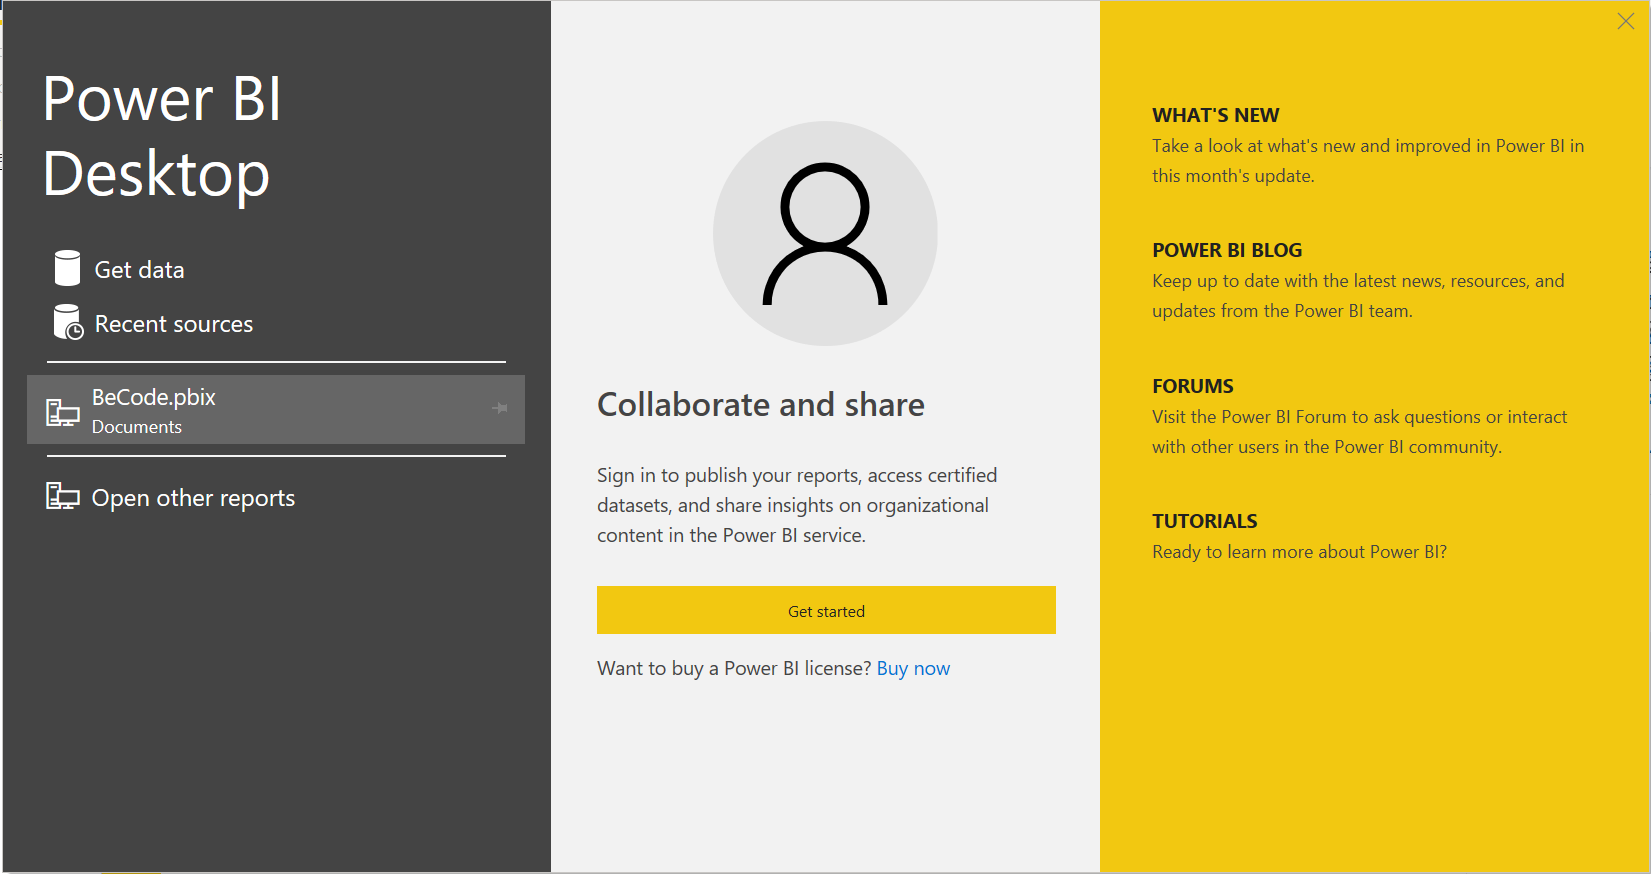 Power BI
Desktop
Get data
Recent sources
BeCode.pbix
Documents
Open other reports
Collaborate and share
Sign in to publish your reports, access certified
datasets, and share insights on organizational
content in the Power BI service.
Get started
Want to buy a Power BI license? Buy now
WHAT'S NEW
Take a look at what's new and improved in Power BI in
this month's update.
POWER BI BLOG
Keep up to date with the latest news, resources, and
updates from the Power BI team.
FORUMS
Visit the Power BI Forum to ask questions or interact
with other users in the Power BI community.
TUTORIALS
Ready to learn more about Power BI?